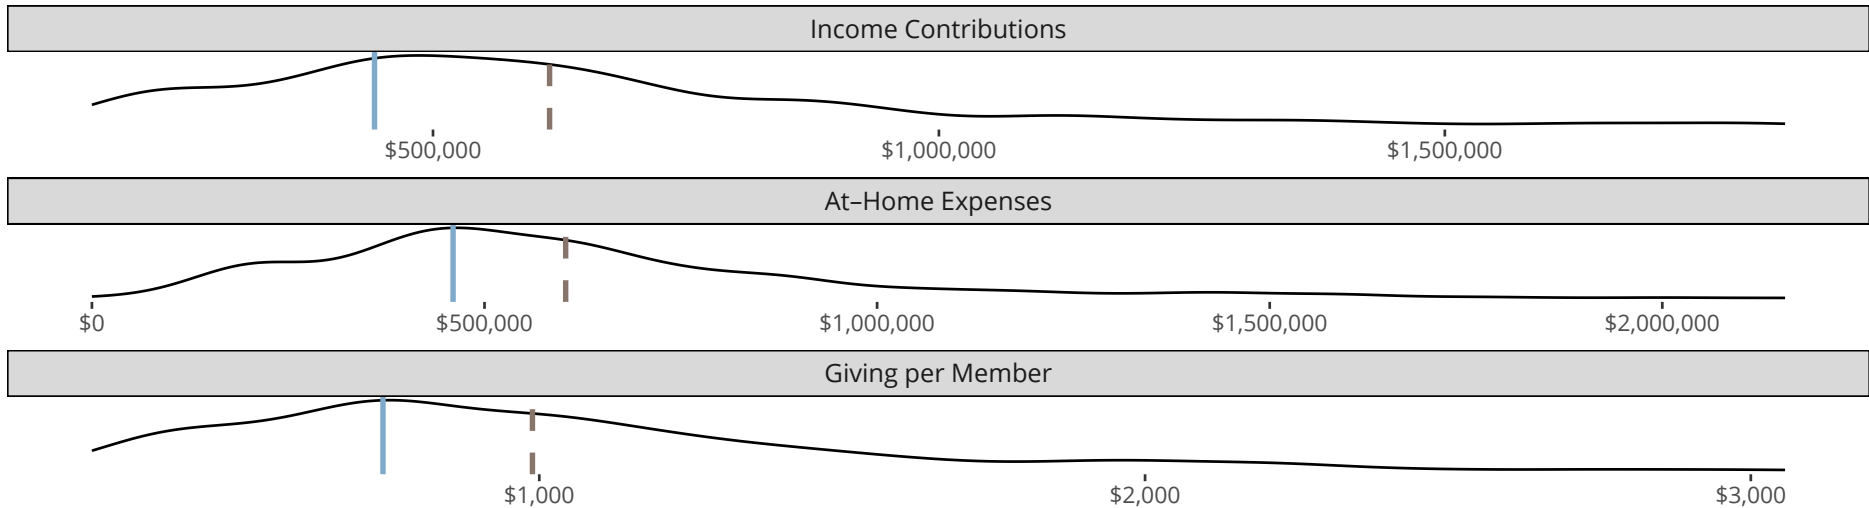 Income Contributions
$500,000 $1,000,000 $1,500,000
At–Home Expenses
$0 $500,000 $1,000,000 $1,500,000 $2,000,000
Giving per Member
$1,000 $2,000 $3,000